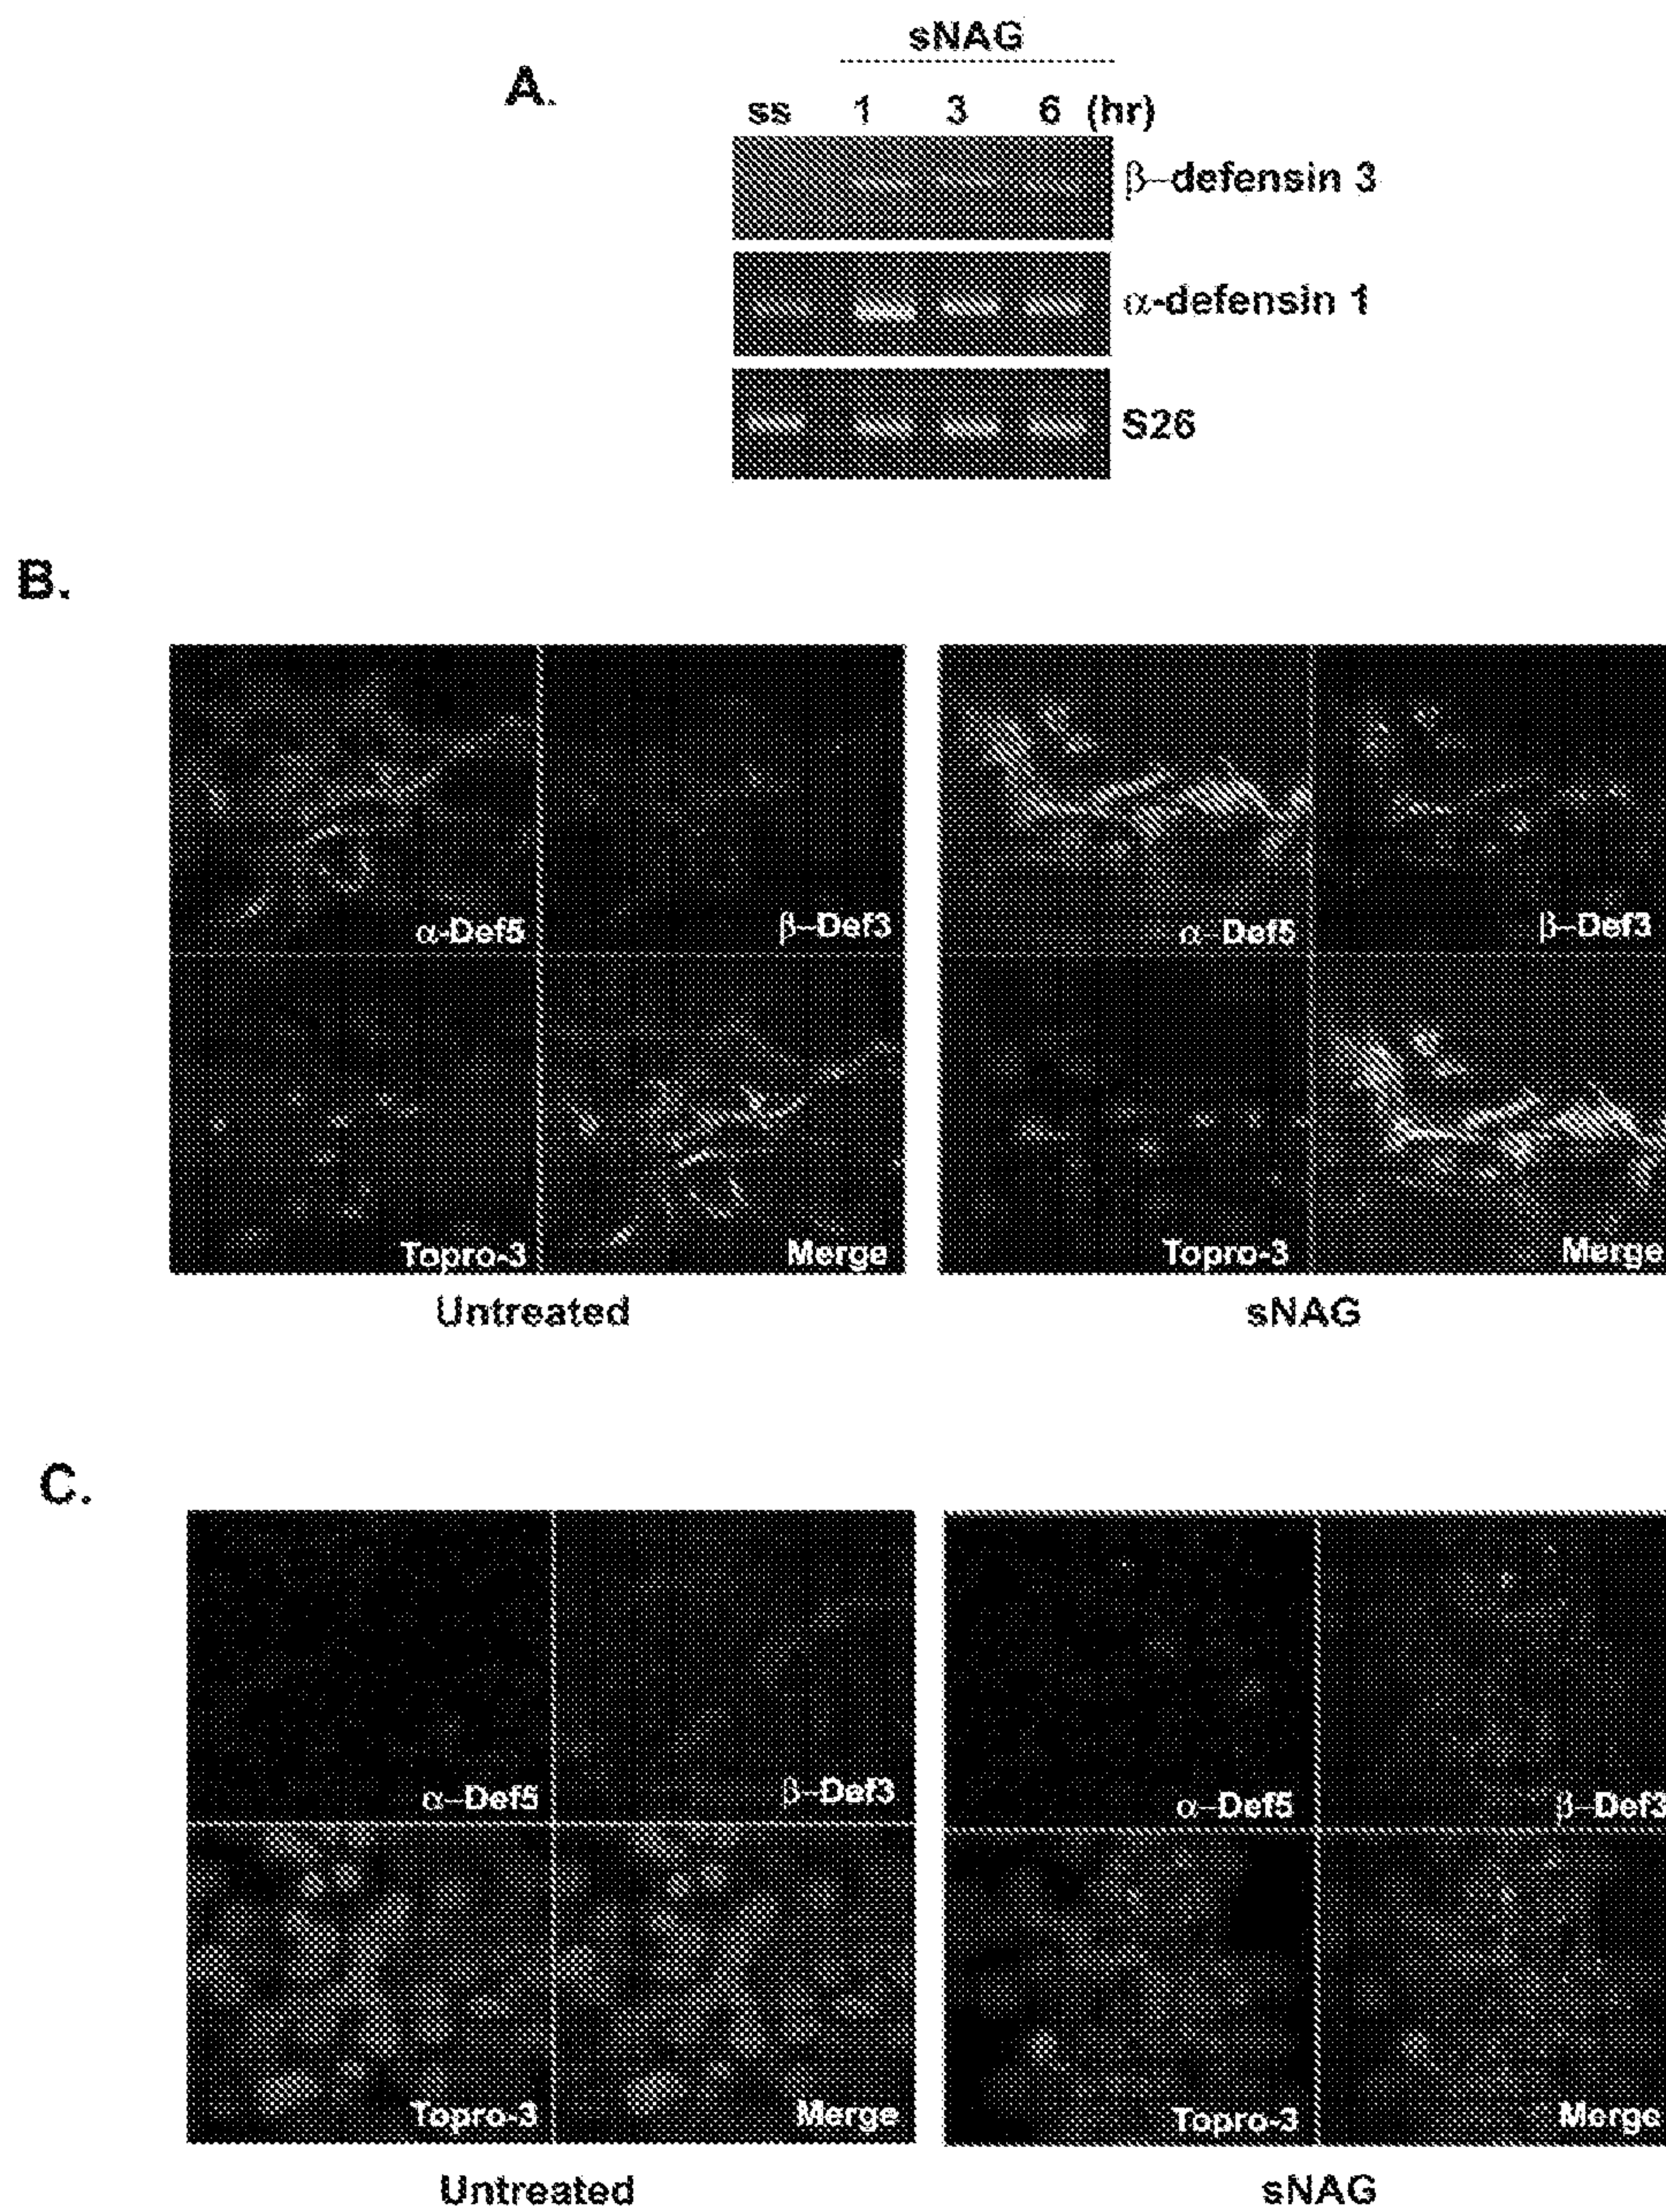 sNAG
A.
ss 1 3 6 (hr)
β–defensin 3
α-defensin 1
S26
B.
α-Def5 β–Def3 α–Def5 β–Def3
Topro-3 Merge Topro-3 Merge
Untreated sNAG
C.
α–Def5 β–Def3 α–Def5 β–Def3
Topro-3 Merge Topro-3 Merge
Untreated sNAG